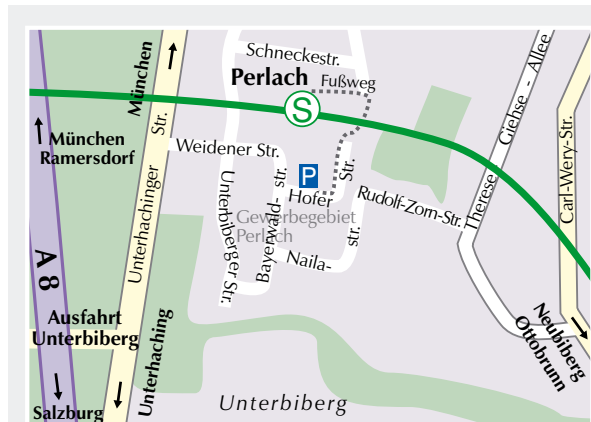 Schneckestr.
Perlach
Fußweg
S
München
Str.
Unterhachinger
München
Ramersdorf
Weidener Str.
P
Hofer
Str.
Unterbiberger Str.
Bayerwald-
str.
Gewerbegebiet
Perlach
Naila-
str.
Rudolf-Zorn-Str.
Therese - Giehse - Allee
Carl-Wery-Str.
A 8
Ausfahrt
Unterbiberg
Unterhaching
Neubiberg
Ottobrunn
Salzburg
Unterbiberg